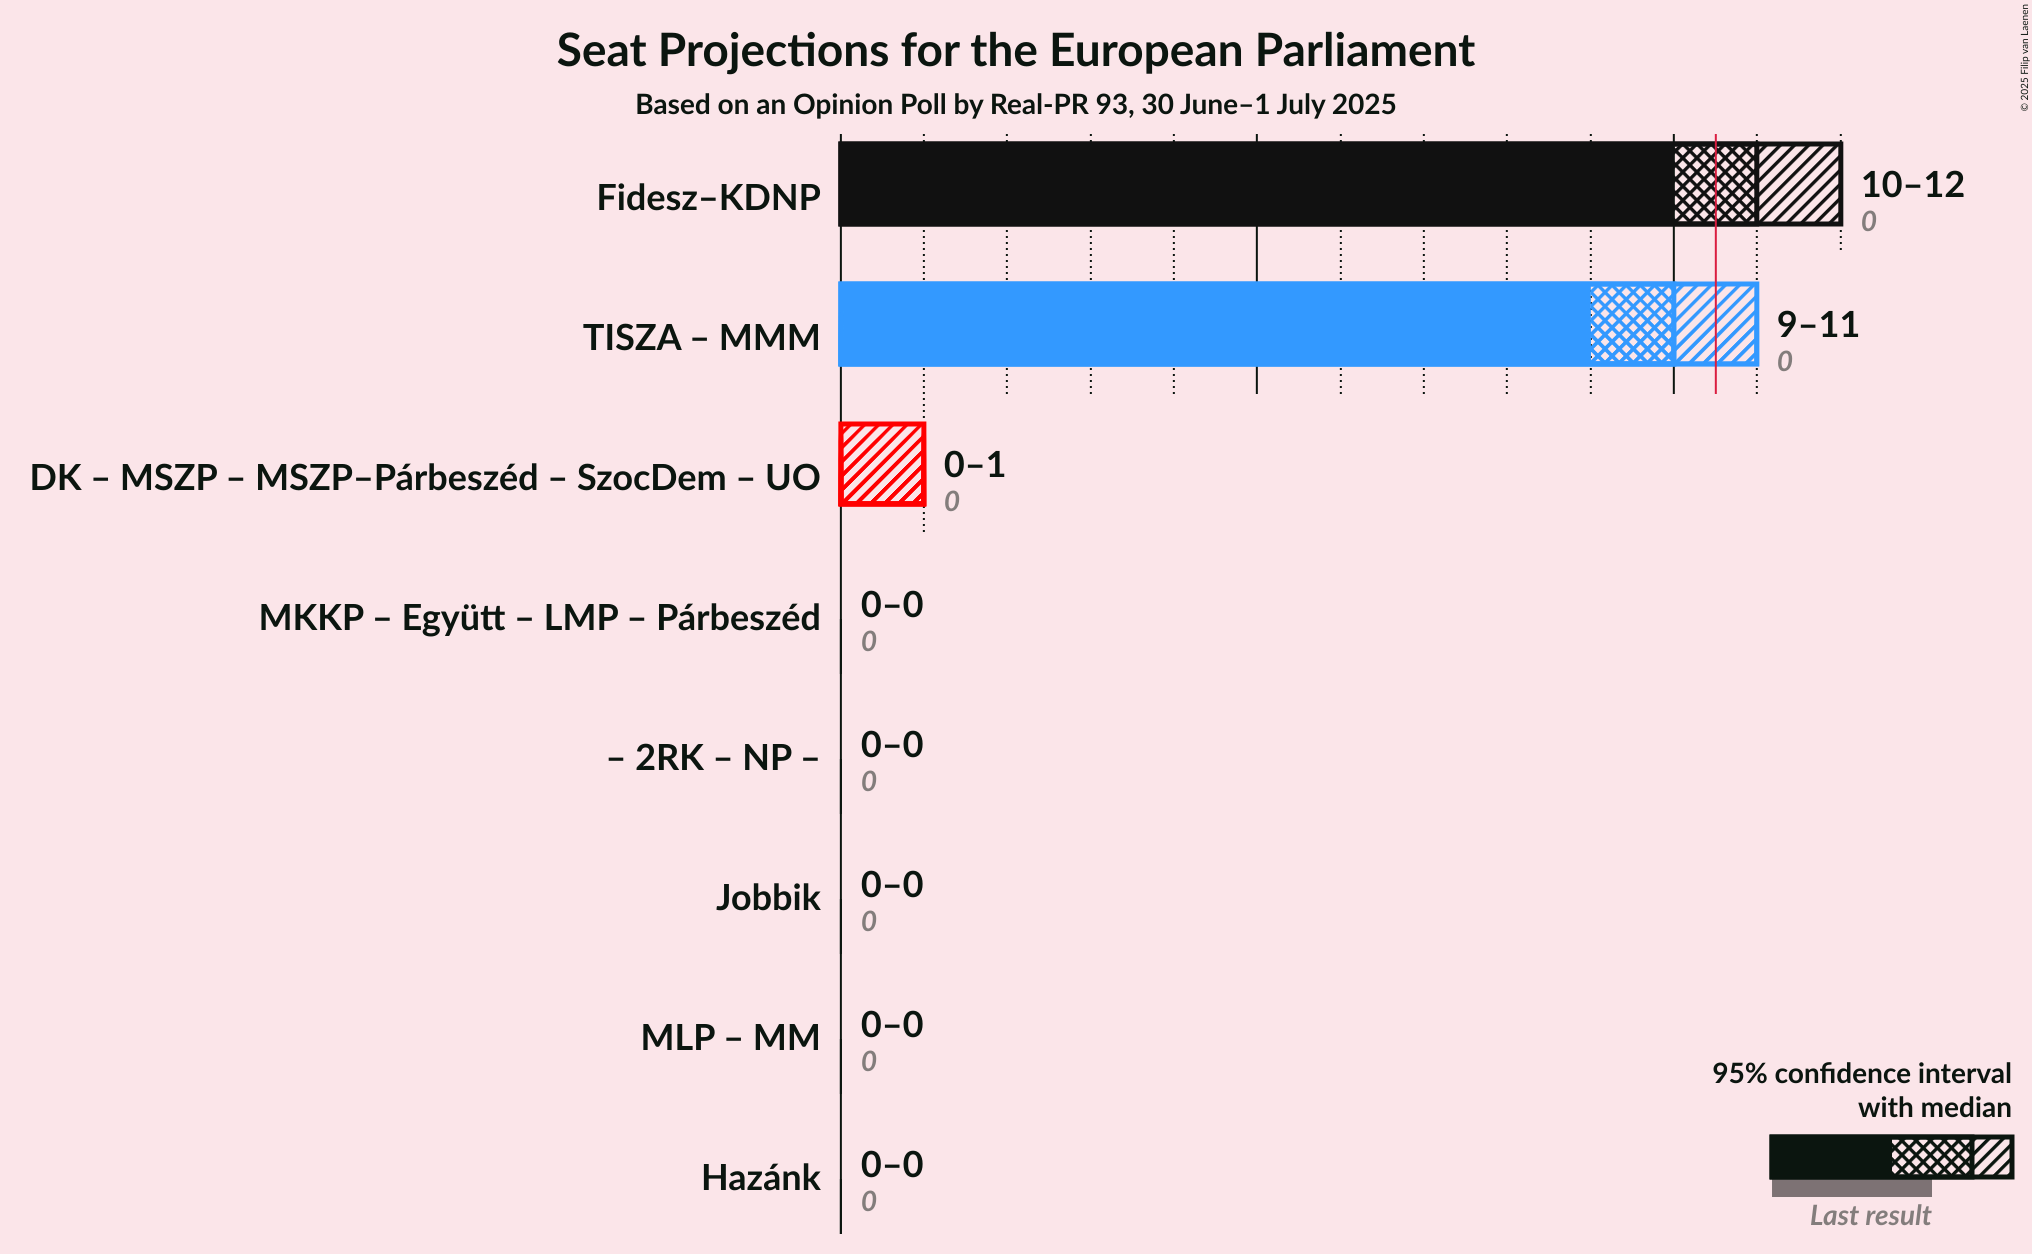 Seat Projections for the European Parliament
Based on an Opinion Poll by Real-PR 93, 30 June–1 July 2025
© 2025 Filip van Laenen
Fidesz–KDNP
10–12
0
TISZA – MMM
9–11
0
DK – MSZP – MSZP–Párbeszéd – SzocDem – UO
0–1
0
MKKP – Együtt – LMP – Párbeszéd
0–0
0
– 2RK – NP –
0–0
0
Jobbik
0–0
0
MLP – MM
0–0
0
Hazánk
0–0
0
95% confidence interval
with median
Last result